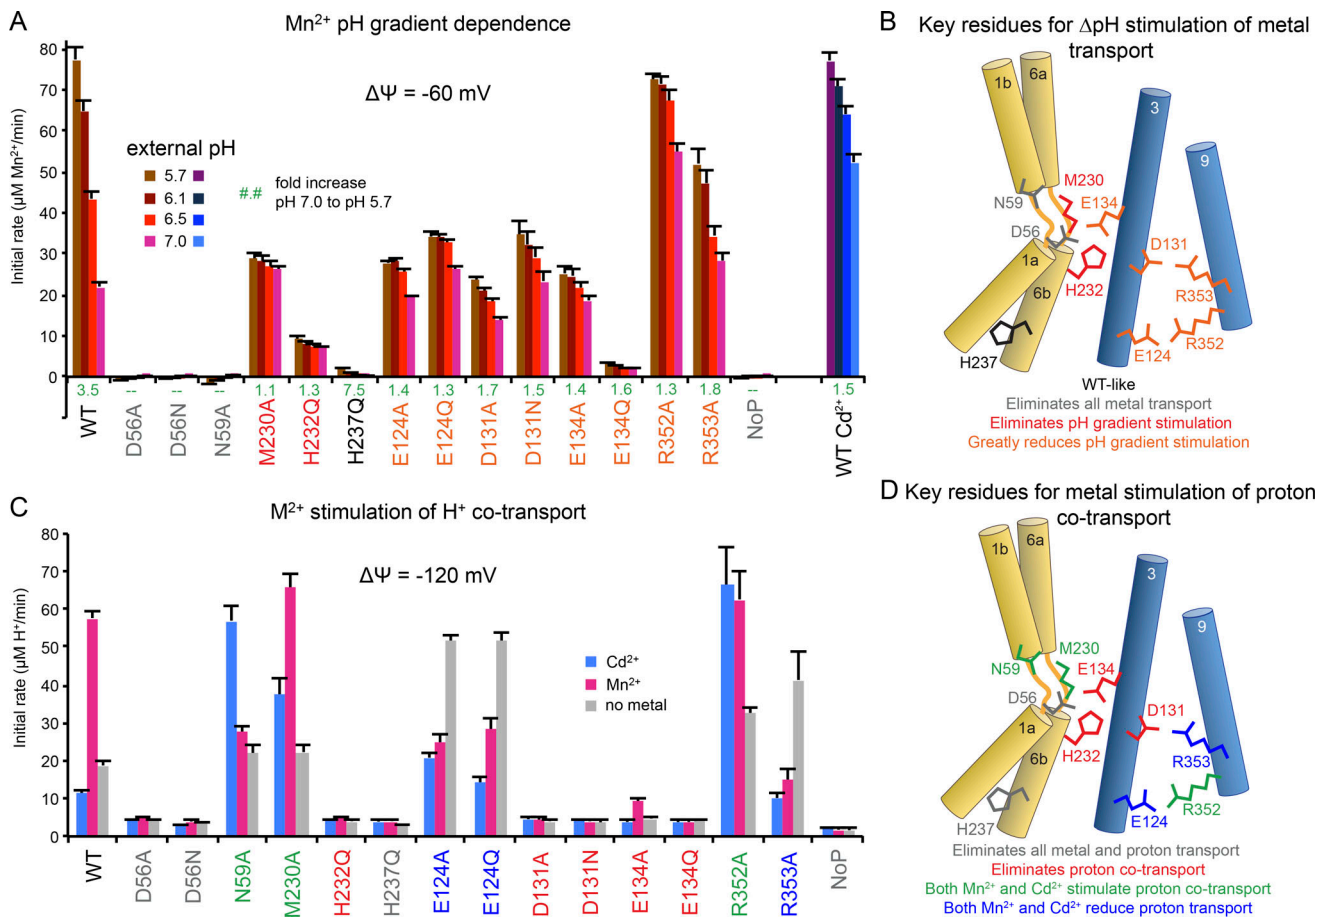 A
Mn²⁺ pH gradient dependence
ΔΨ = -60 mV
Initial rate (µM Mn²⁺/min)
80
70
60
50
40
30
20
10
0
external pH
5.7
6.1
6.5
7.0
#.# fold increase
pH 7.0 to pH 5.7
3.5 -- -- -- 1.1 1.3 7.5 1.4 1.3 1.7 1.5 1.4 1.6 1.3 1.8 -- 1.5
WT D56A D56N N59A M230A H232Q H237Q E124A E124Q D131A D131N E134A E134Q R352A R353A NoP WT Cd²⁺
B
Key residues for ΔpH stimulation of metal
transport
1b 6a 3 9
M230
N59 E134
D56
D131
1a
H232
6b R353
R352
E124
H237
WT-like
Eliminates all metal transport
Eliminates pH gradient stimulation
Greatly reduces pH gradient stimulation
C
M²⁺ stimulation of H⁺ co-transport
ΔΨ = -120 mV
Initial rate (µM H⁺/min)
80
70
60
50
40
30
20
10
0
Cd²⁺
Mn²⁺
no metal
WT D56A D56N N59A M230A H232Q H237Q E124A E124Q D131A D131N E134A E134Q R352A R353A NoP
D
Key residues for metal stimulation of proton
co-transport
1b 6a 3 9
M230
N59 E134
D56
D131
1a
H232
6b R353
R352
E124
H237
Eliminates all metal and proton transport
Eliminates proton co-transport
Both Mn²⁺ and Cd²⁺ stimulate proton co-transport
Both Mn²⁺ and Cd²⁺ reduce proton transport